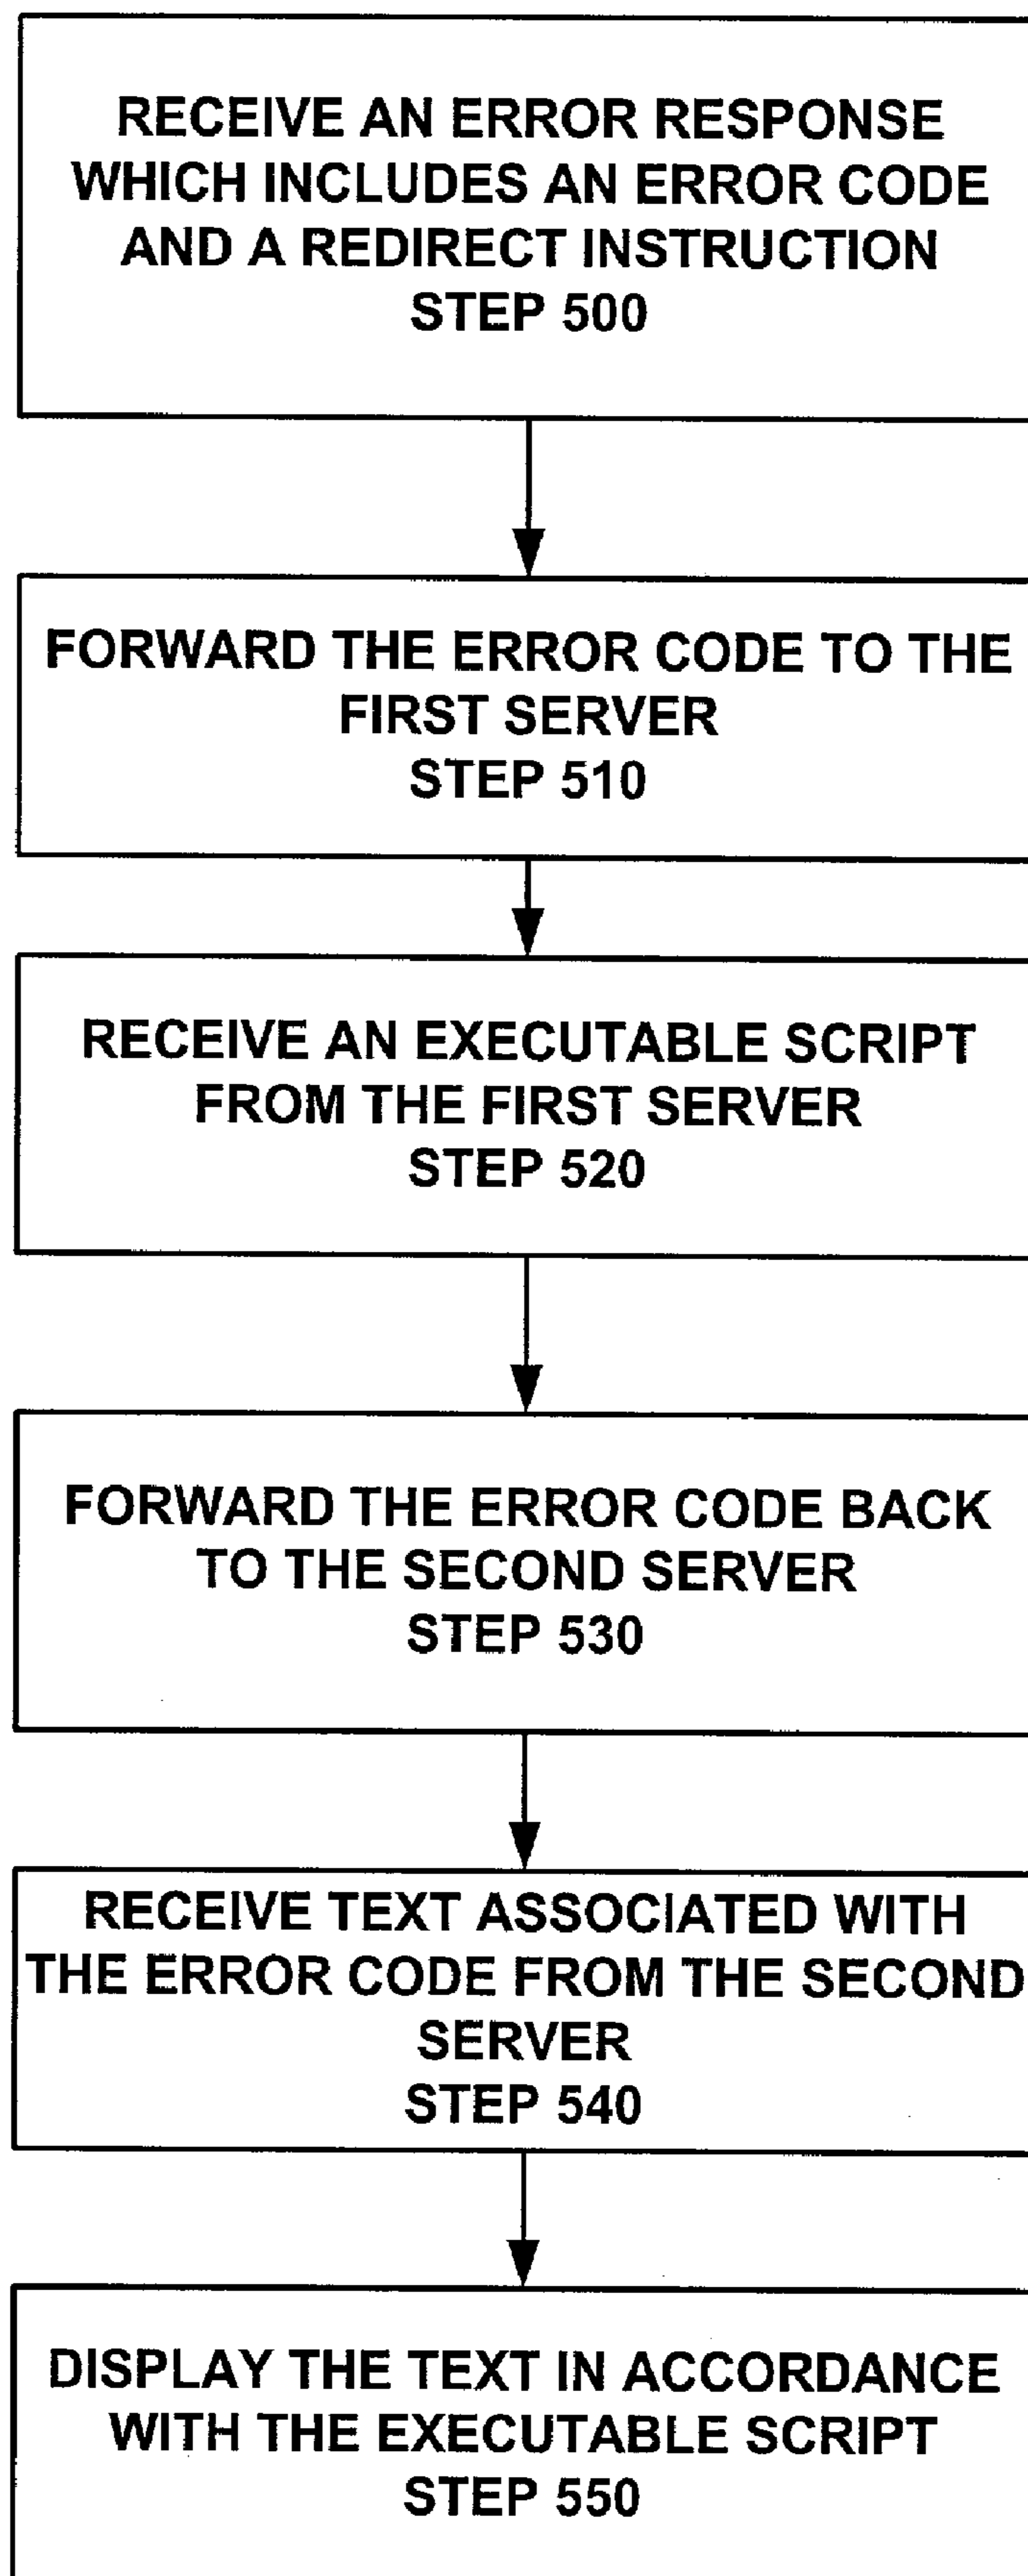 RECEIVE AN ERROR RESPONSE
WHICH INCLUDES AN ERROR CODE
AND A REDIRECT INSTRUCTION
STEP 500
FORWARD THE ERROR CODE TO THE
FIRST SERVER
STEP 510
RECEIVE AN EXECUTABLE SCRIPT
FROM THE FIRST SERVER
STEP 520
FORWARD THE ERROR CODE BACK
TO THE SECOND SERVER
STEP 530
RECEIVE TEXT ASSOCIATED WITH
THE ERROR CODE FROM THE SECOND
SERVER
STEP 540
DISPLAY THE TEXT IN ACCORDANCE
WITH THE EXECUTABLE SCRIPT
STEP 550